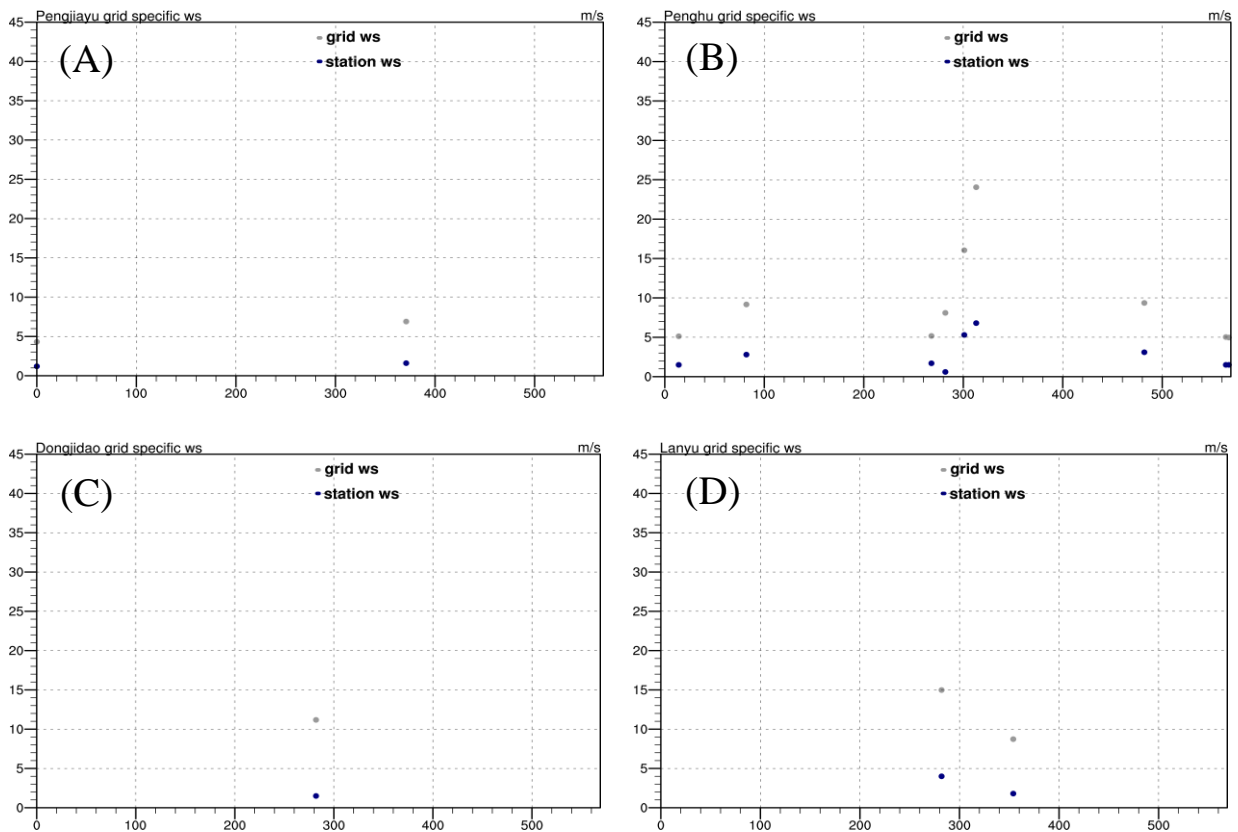 Pengjiayu grid specific ws
m/s
(A)
grid ws
station ws
45
40
35
30
25
20
15
10
5
0
0 100 200 300 400 500
Penghu grid specific ws
m/s
(B)
grid ws
station ws
45
40
35
30
25
20
15
10
5
0
0 100 200 300 400 500
Dongjidao grid specific ws
m/s
(C)
grid ws
station ws
45
40
35
30
25
20
15
10
5
0
0 100 200 300 400 500
Lanyu grid specific ws
m/s
(D)
grid ws
station ws
45
40
35
30
25
20
15
10
5
0
0 100 200 300 400 500